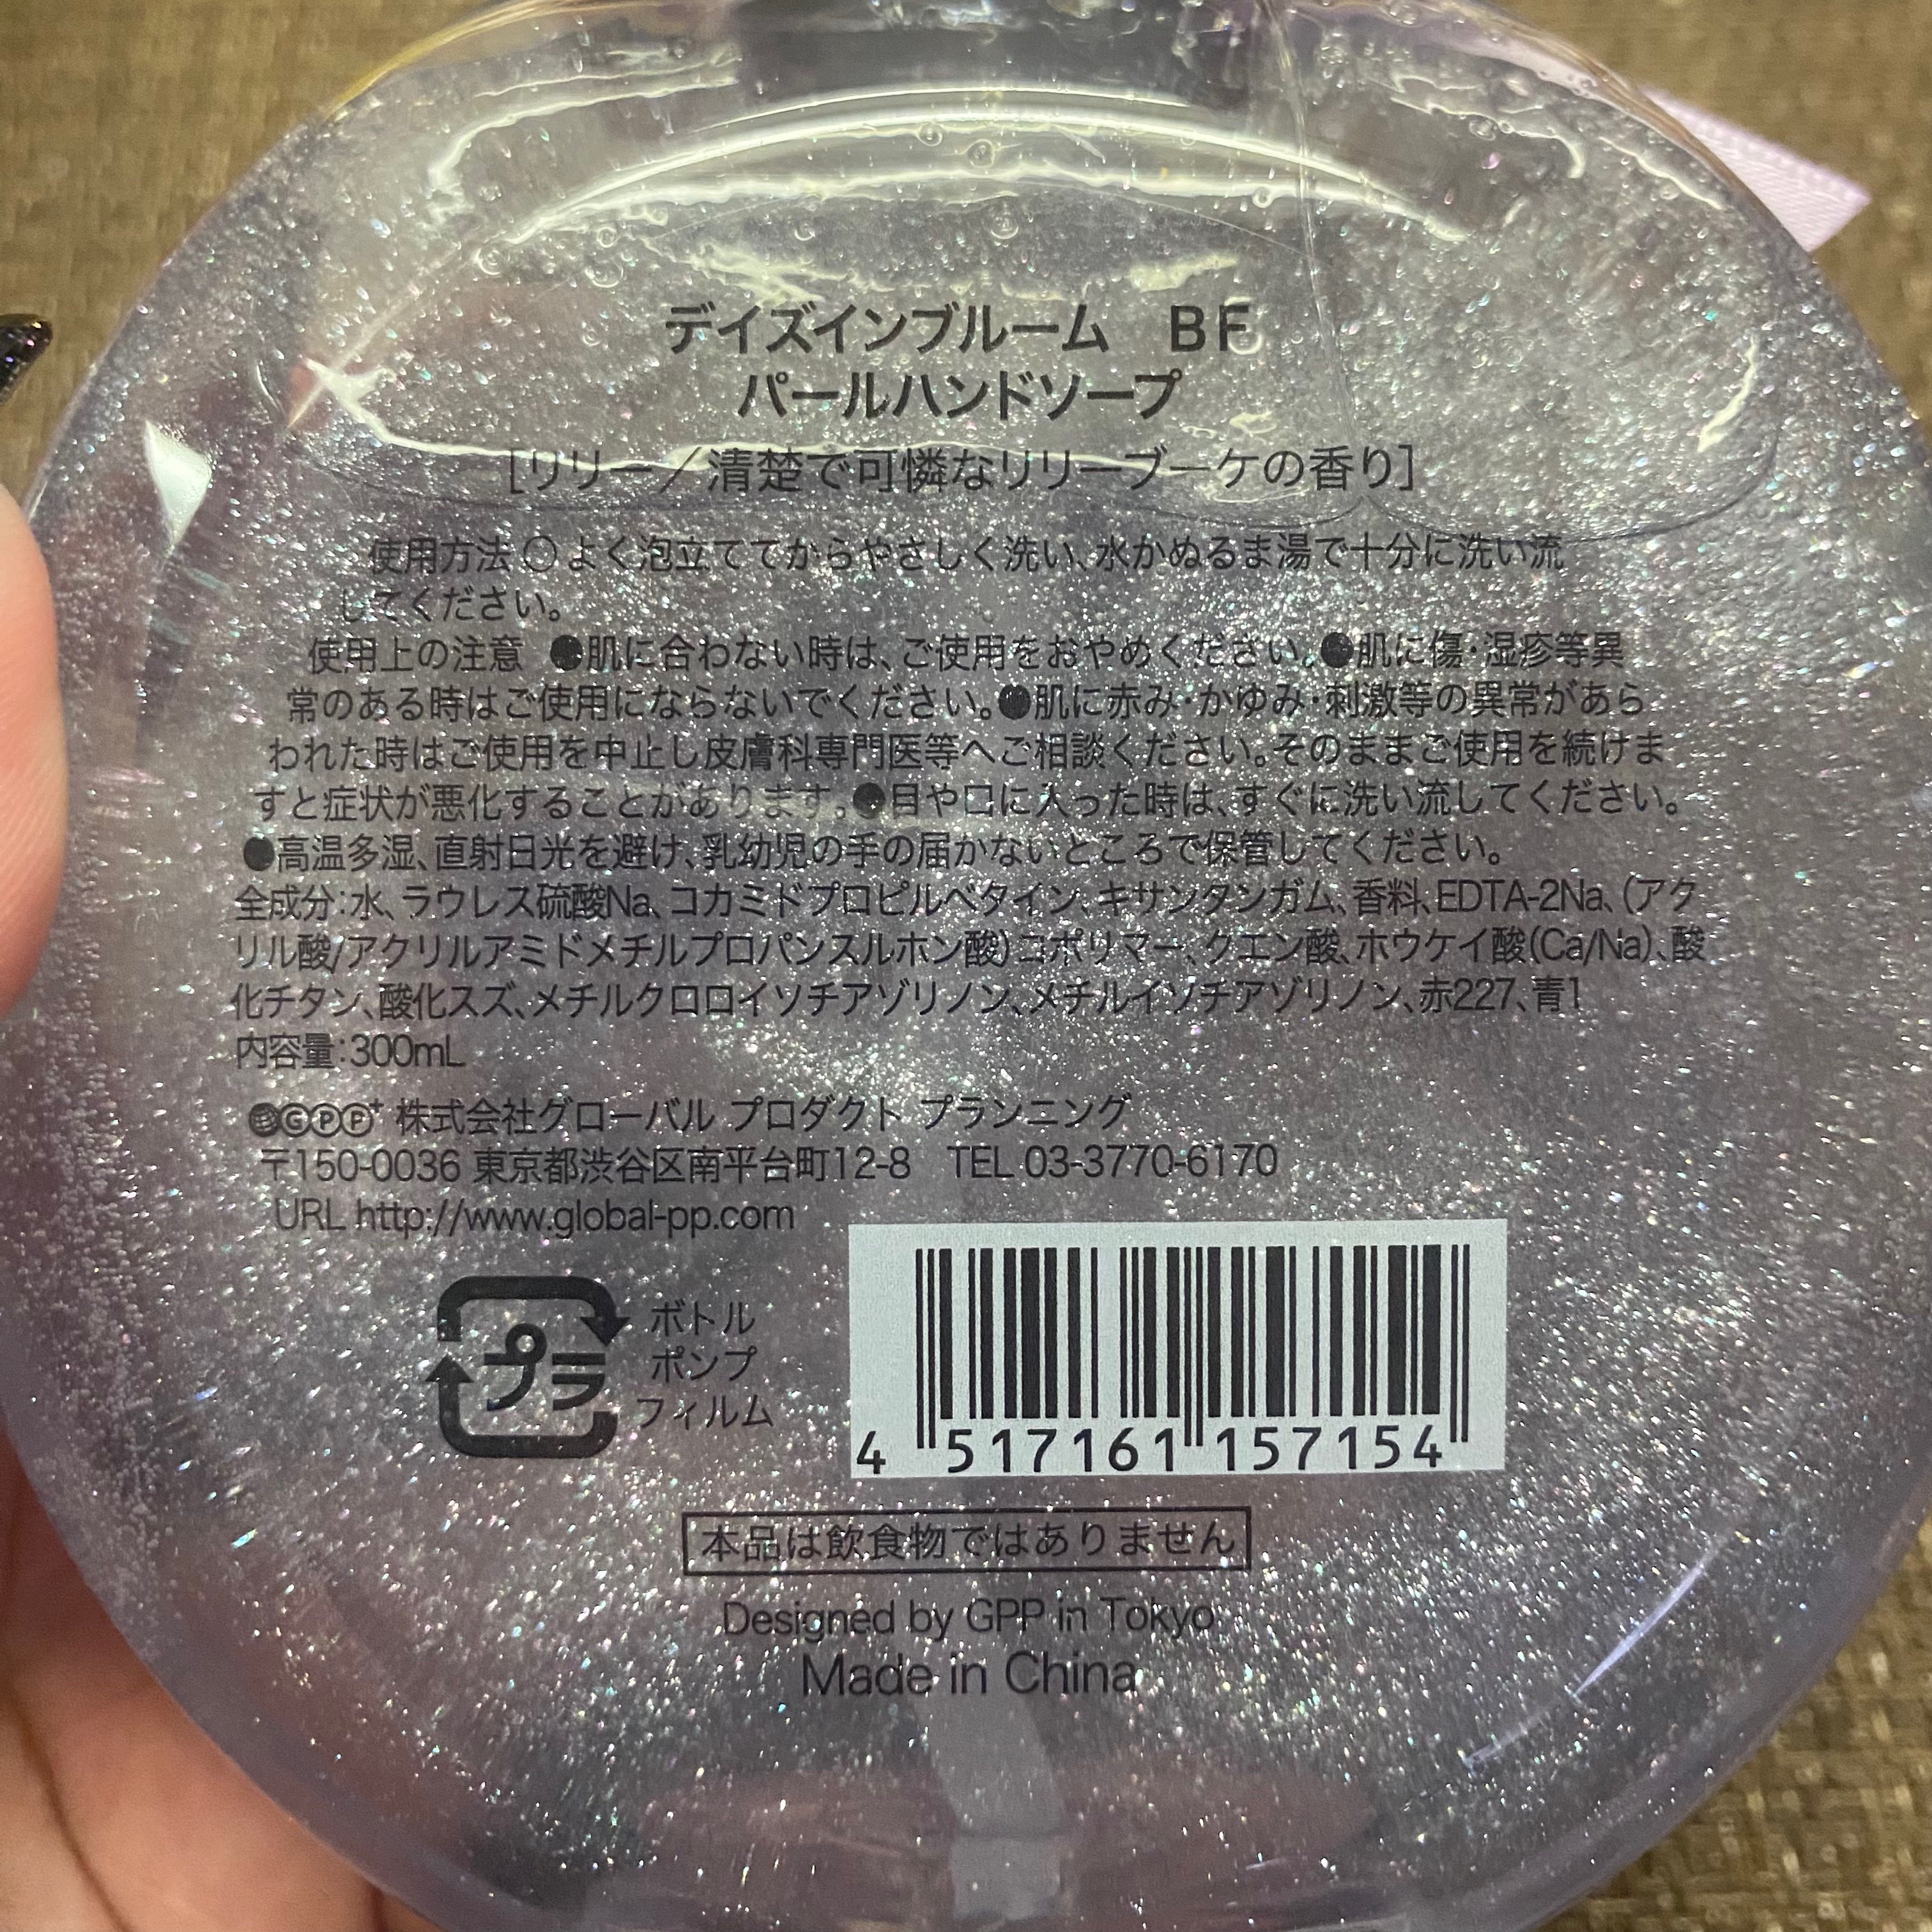 デイズインブルーム　BF
パールハンドソープ
［リリー／清楚で可憐なリリーブーケの香り］
使用方法 〇よく泡立ててからやさしく洗い、水かぬるま湯で十分に洗い流
してください。
使用上の注意 ●肌に合わない時は、ご使用をおやめください。●肌に傷・湿疹等異
常のある時はご使用にならないでください。●肌に赤み・かゆみ・刺激等の異常があら
われた時はご使用を中止し皮膚科専門医等へご相談ください。そのままご使用を続けま
すと症状が悪化することがあります。●目や口に入った時は、すぐに洗い流してください。
●高温多湿、直射日光を避け、乳幼児の手の届かないところで保管してください。
全成分：水、ラウレス硫酸Na、コカミドプロピルベタイン、キサンタンガム、香料、EDTA-2Na、（アク
リル酸/アクリルアミドメチルプロパンスルホン酸）コポリマー、クエン酸、ホウケイ酸（Ca/Na）、酸
化チタン、酸化スズ、メチルクロロイソチアゾリノン、メチルイソチアゾリノン、赤227、青1
内容量：300mL
GPP+ 株式会社グローバル プロダクト プランニング
〒150-0036 東京都渋谷区南平台町12-8　TEL 03-3770-6170
URL http://www.global-pp.com
プラ
ボトル
ポンプ
フィルム
4 517161 157154
本品は飲食物ではありません
Designed by GPP in Tokyo
Made in China